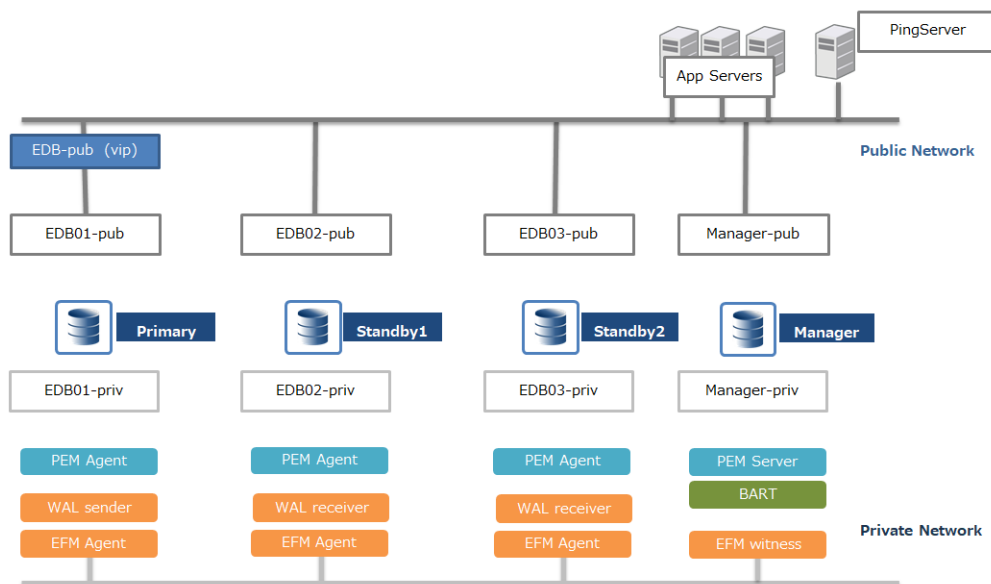 PingServer
App Servers
EDB-pub (vip)
Public Network
EDB01-pub
EDB02-pub
EDB03-pub
Manager-pub
Primary
Standby1
Standby2
Manager
EDB01-priv
EDB02-priv
EDB03-priv
Manager-priv
PEM Agent
PEM Agent
PEM Agent
PEM Server
BART
WAL sender
WAL receiver
WAL receiver
Private Network
EFM Agent
EFM Agent
EFM Agent
EFM witness